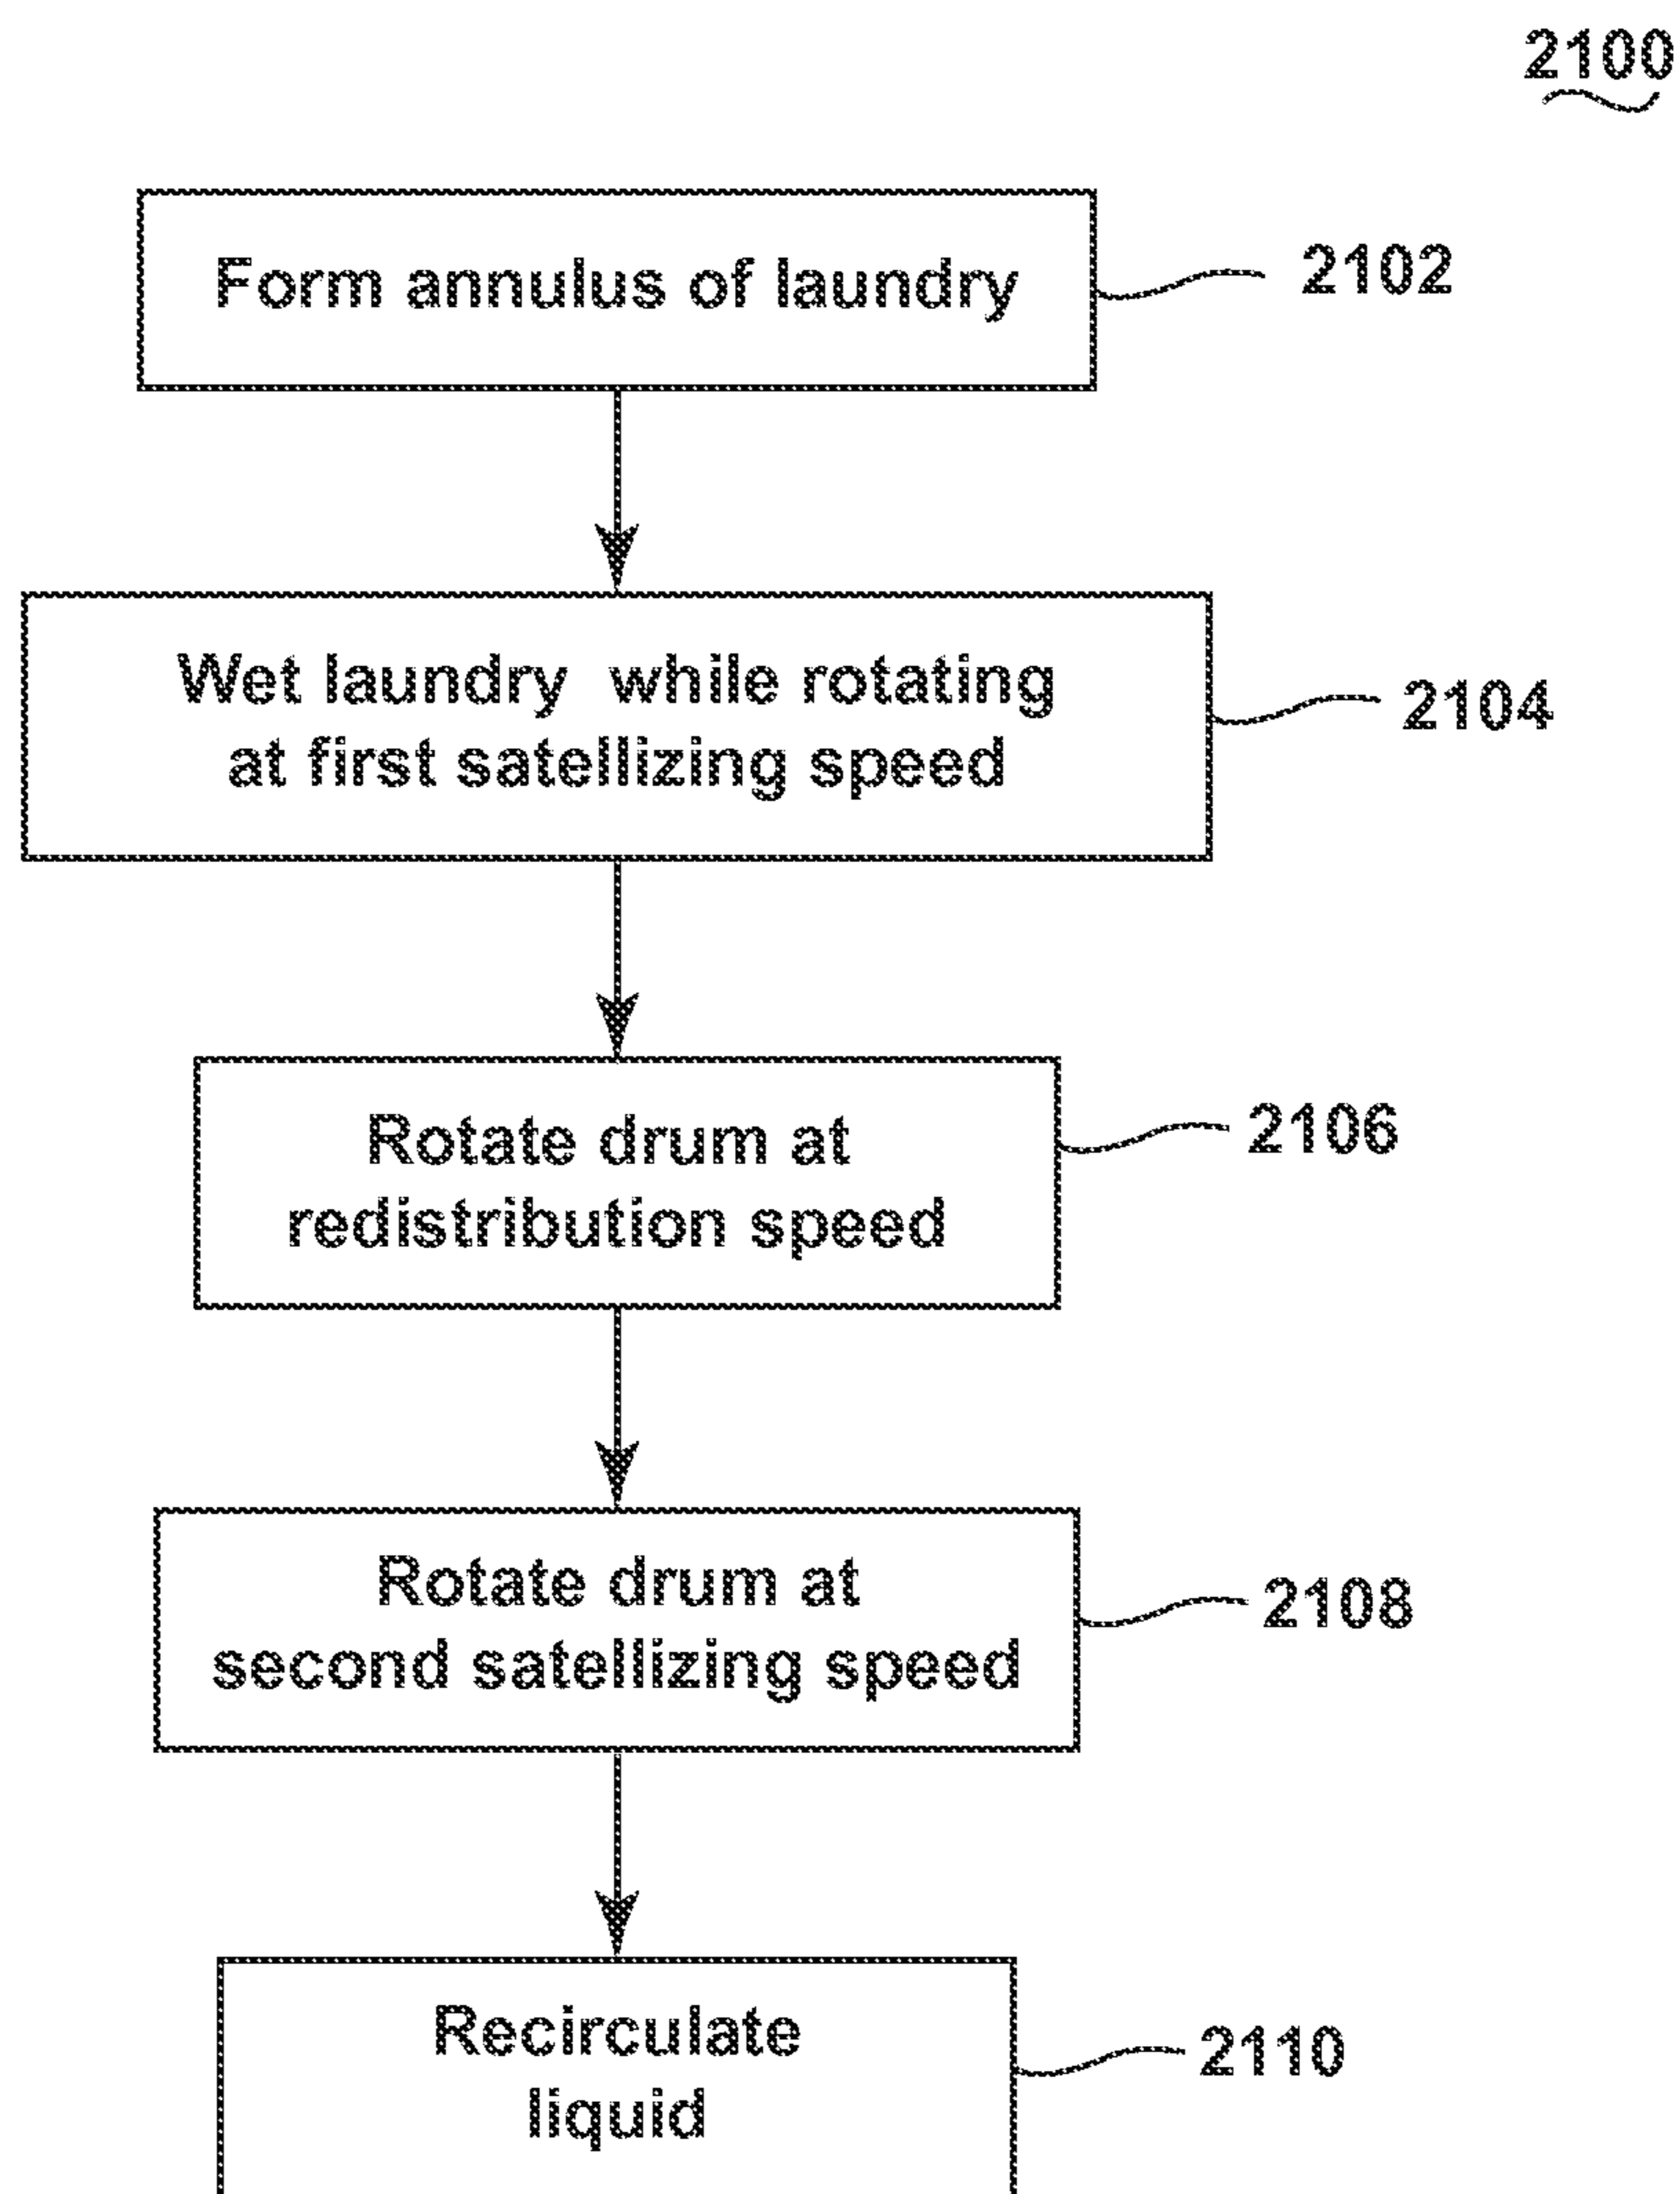 2100
Form annulus of laundry
2102
Wet laundry while rotating
at first satellizing speed
2104
Rotate drum at
redistribution speed
2106
Rotate drum at
second satellizing speed
2108
Recirculate
liquid
2110